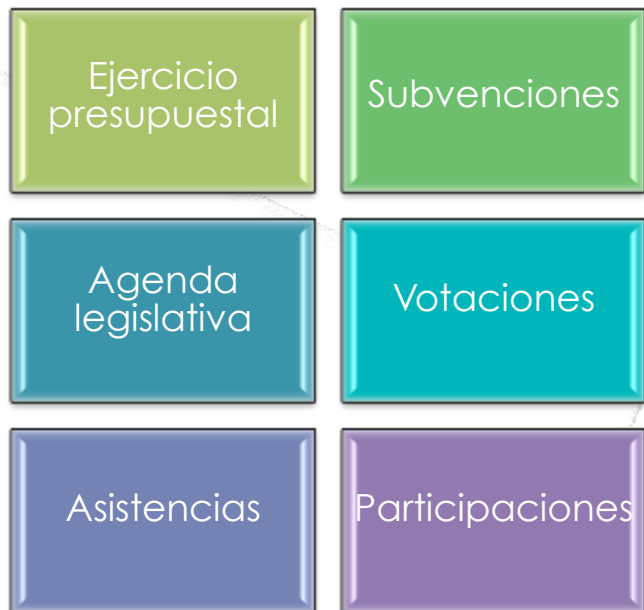 Ejercicio
presupuestal
Subvenciones
Agenda
legislativa
Votaciones
Asistencias
Participaciones